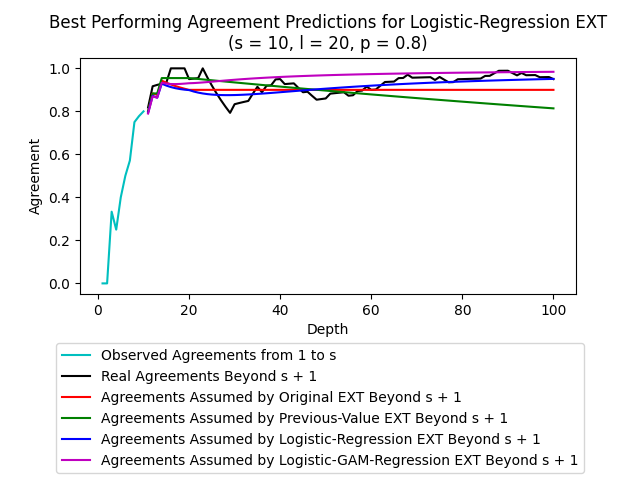 Best Performing Agreement Predictions for Logistic-Regression EXT
(s = 10, l = 20, p = 0.8)
1.0
0.8
0.6
0.4
0.2
0.0
Agreement
0
20
40
60
80
100
Depth
Observed Agreements from 1 to s
Real Agreements Beyond s + 1
Agreements Assumed by Original EXT Beyond s + 1
Agreements Assumed by Previous-Value EXT Beyond s + 1
Agreements Assumed by Logistic-Regression EXT Beyond s + 1
Agreements Assumed by Logistic-GAM-Regression EXT Beyond s + 1